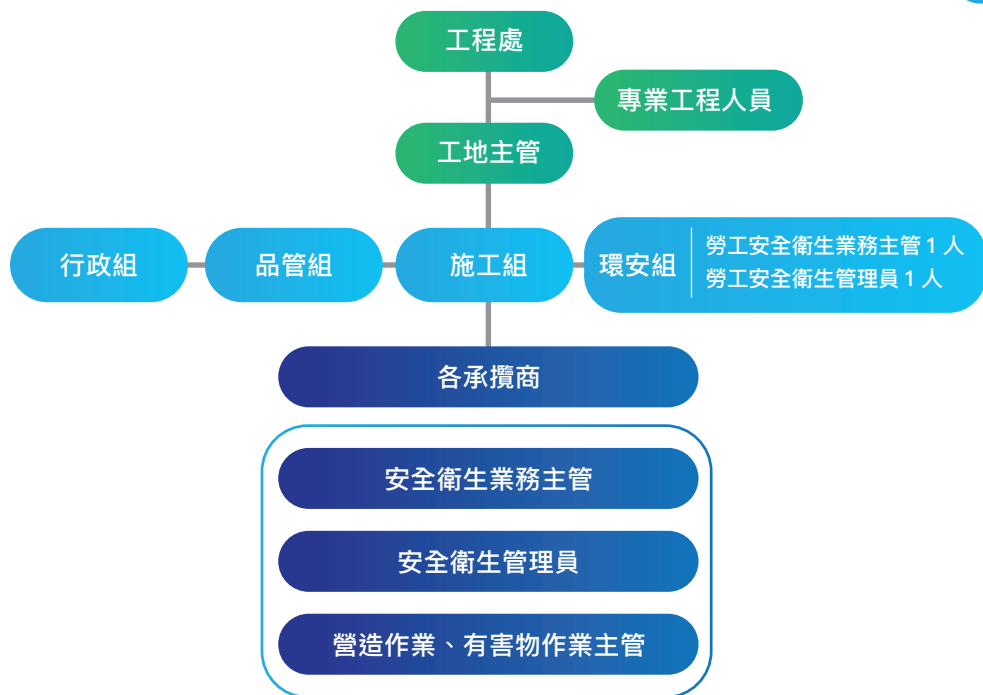 工程處
專業工程人員
工地主管
行政組
品管組
施工組
環安組
勞工安全衛生業務主管 1 人
勞工安全衛生管理員 1 人
各承攬商
安全衛生業務主管
安全衛生管理員
營造作業、有害物作業主管